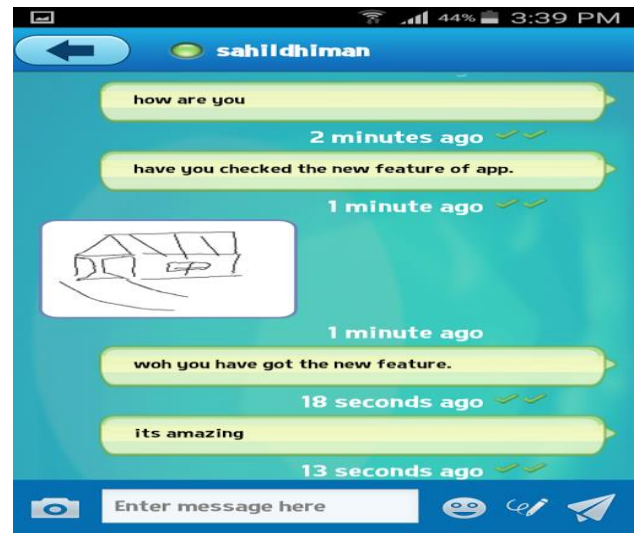 44% 3:39 PM
sahildhiman
how are you
2 minutes ago
have you checked the new feature of app.
1 minute ago
1 minute ago
woh you have got the new feature.
18 seconds ago
its amazing
13 seconds ago
Enter message here